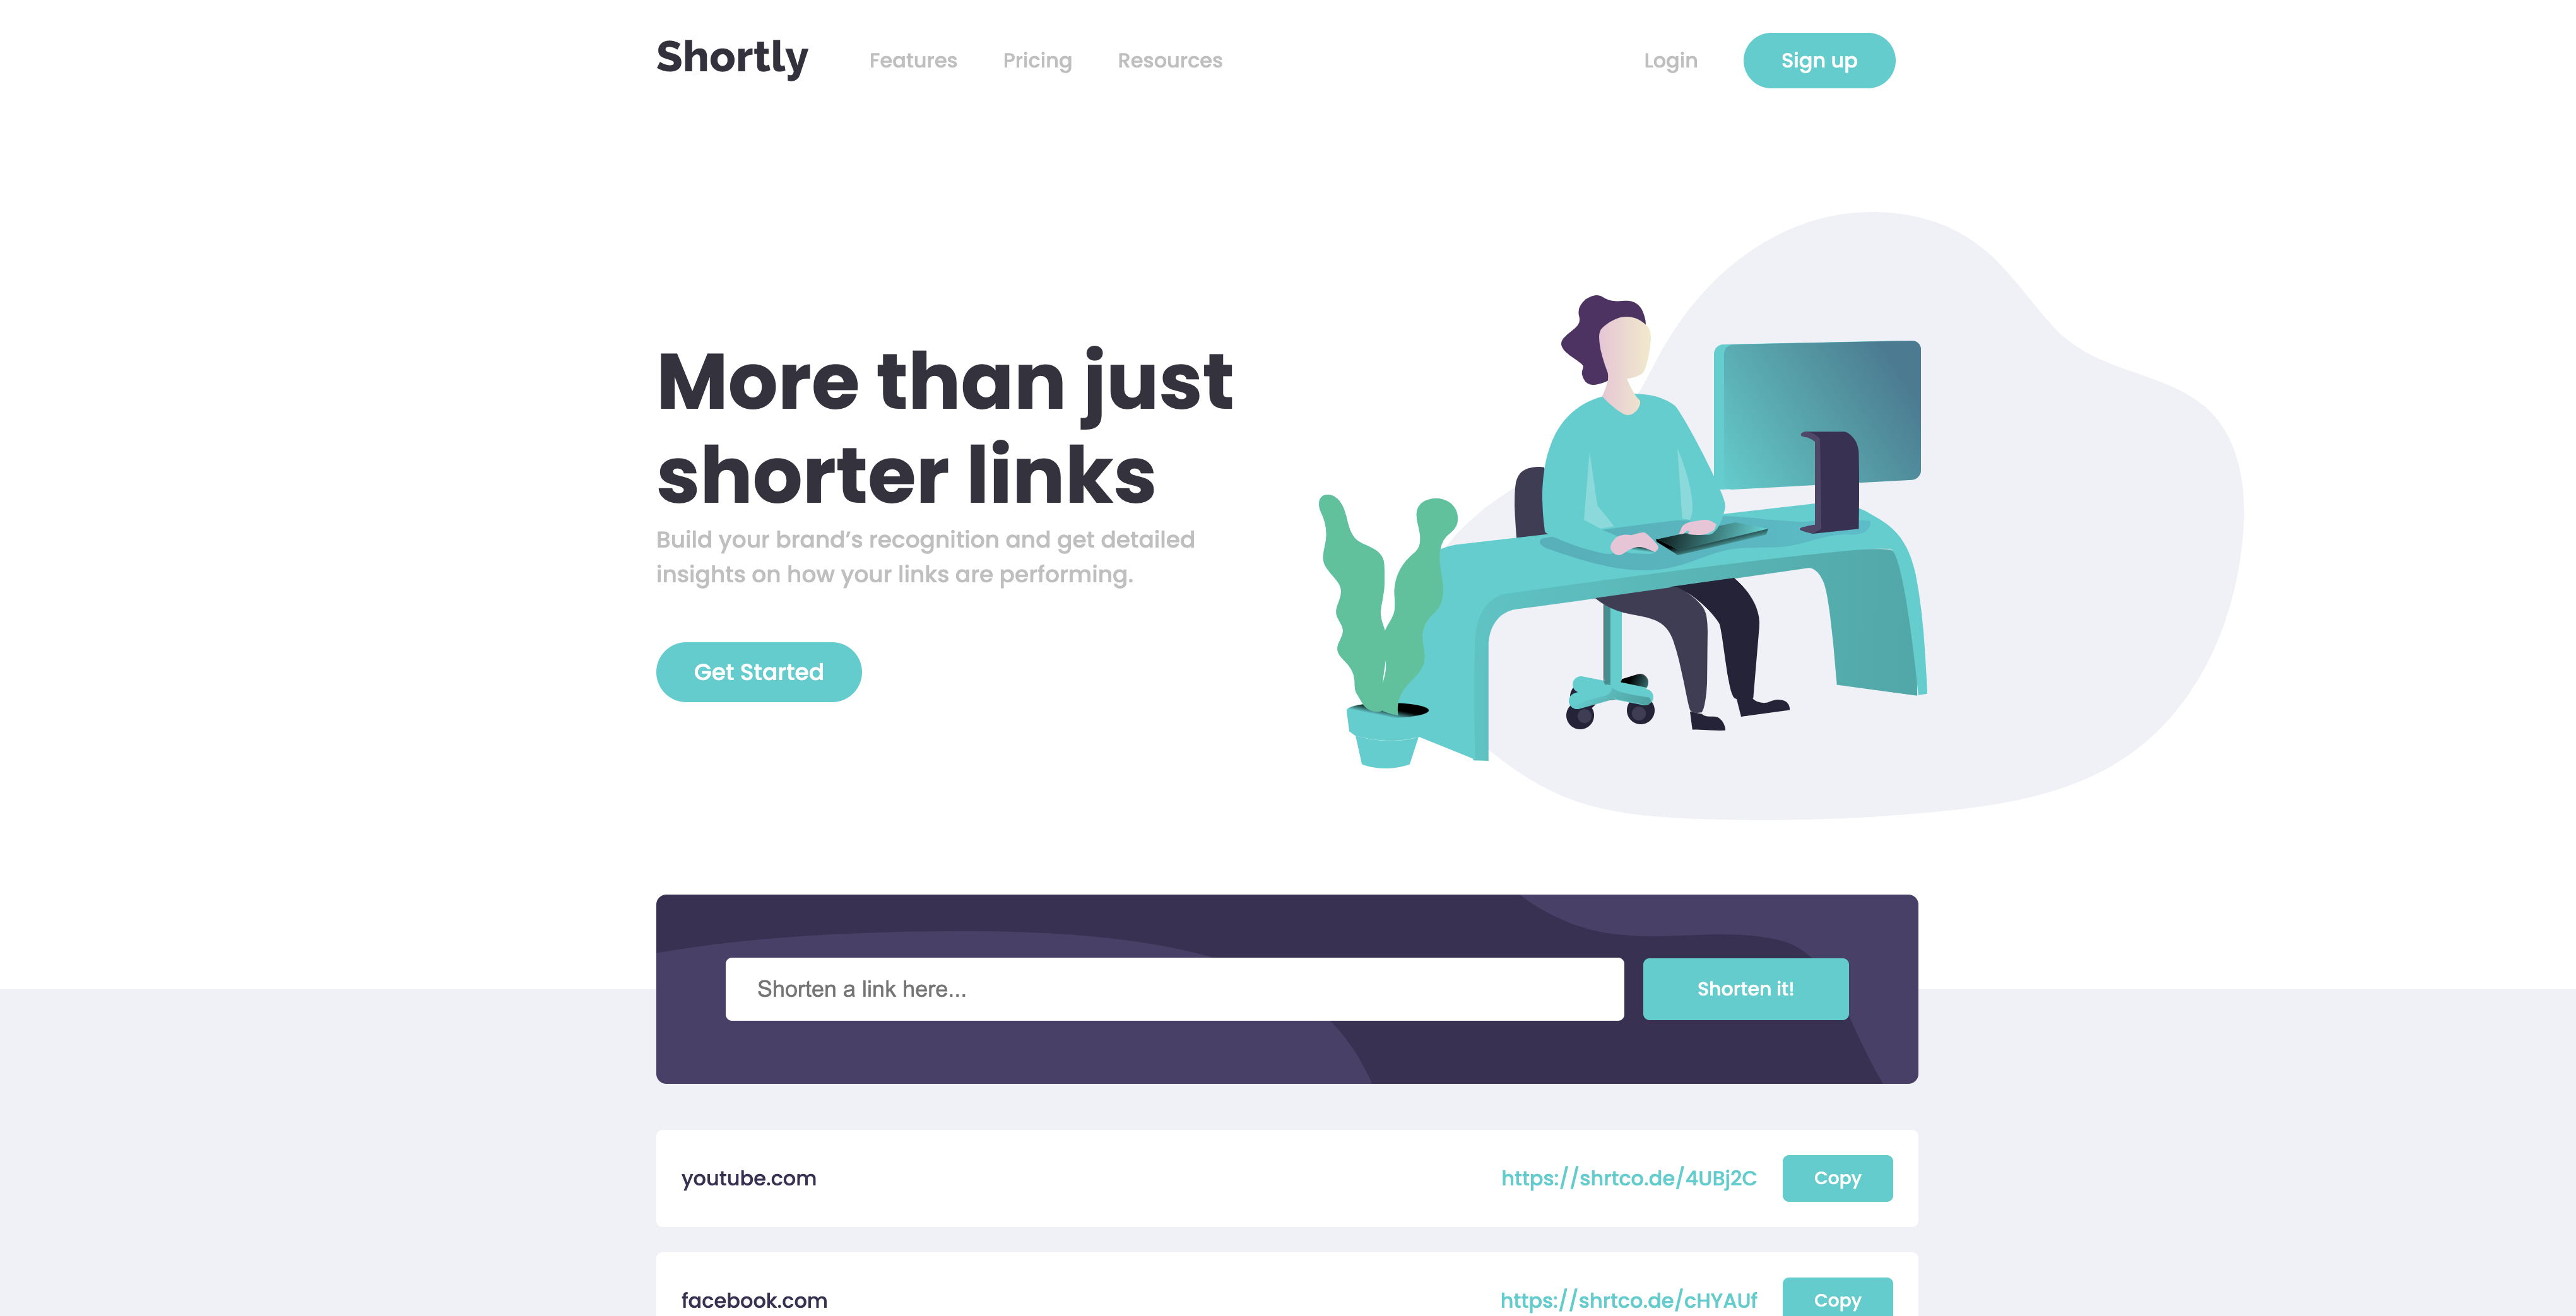 Shortly Features Pricing Resources Login Sign up
More than just
shorter links
Build your brand’s recognition and get detailed
insights on how your links are performing.
Get Started
Shorten a link here... Shorten it!
youtube.com https://shrtco.de/4UBj2C Copy
facebook.com https://shrtco.de/cHYAUf Copy